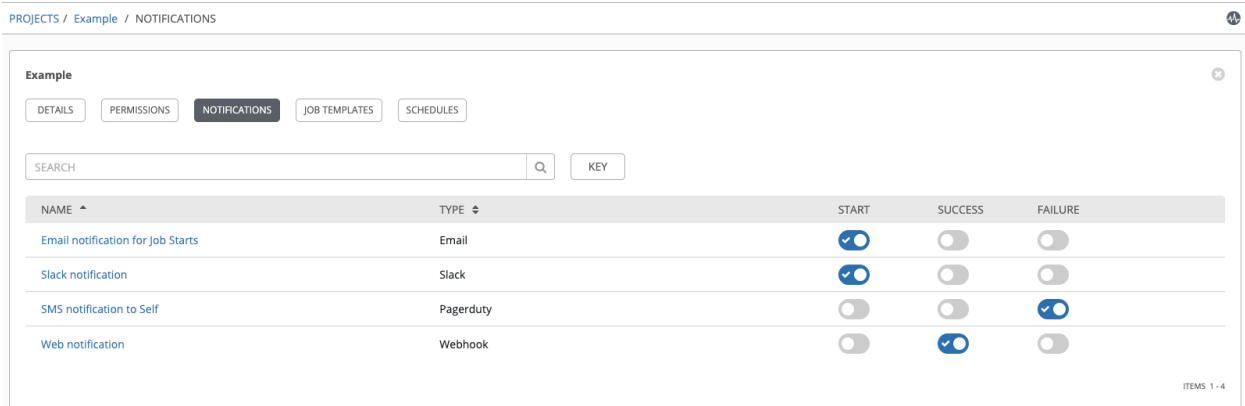 PROJECTS / Example / NOTIFICATIONS
Example
DETAILS PERMISSIONS NOTIFICATIONS JOB TEMPLATES SCHEDULES
SEARCH KEY
NAME TYPE START SUCCESS FAILURE
Email notification for Job Starts Email
Slack notification Slack
SMS notification to Self Pagerduty
Web notification Webhook
ITEMS 1 - 4